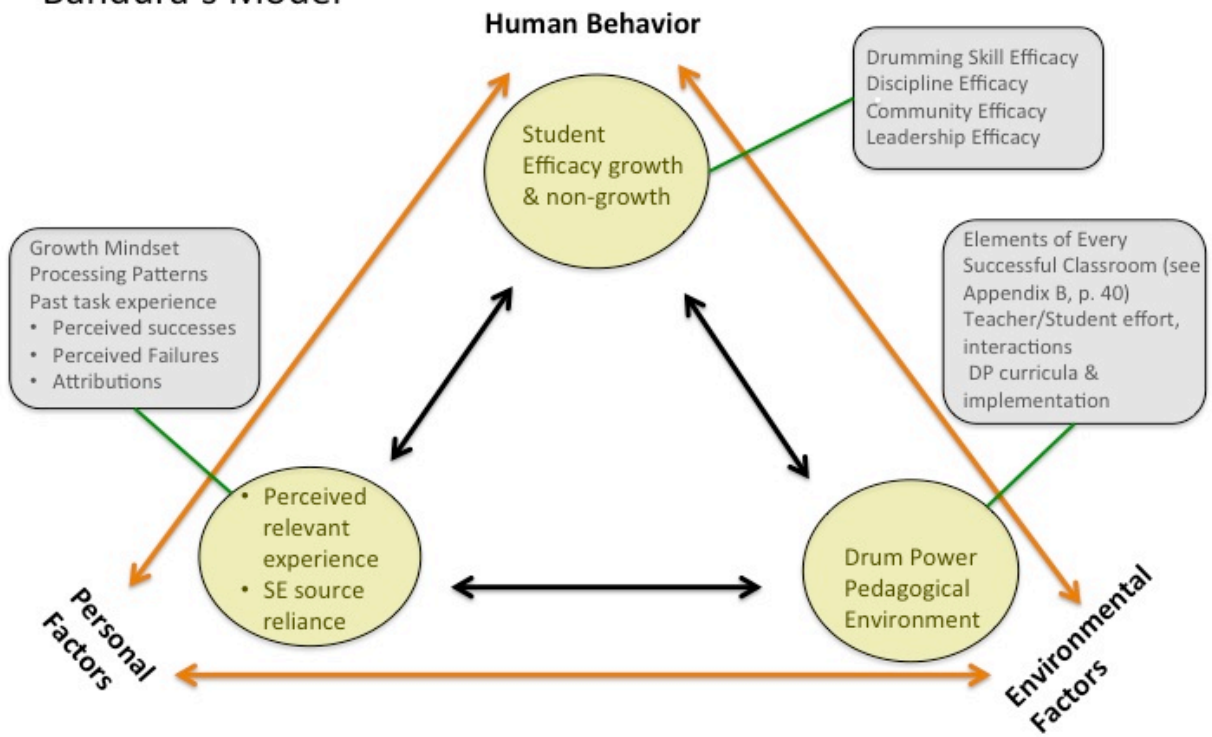 Bandura's Model
Human Behavior
Drumming Skill Efficacy
Discipline Efficacy
Community Efficacy
Leadership Efficacy
Student
Efficacy growth
& non-growth
Growth Mindset
Processing Patterns
Past task experience
• Perceived successes
• Perceived Failures
• Attributions
Elements of Every
Successful Classroom (see
Appendix B, p. 40)
Teacher/Student effort,
interactions
DP curricula &
implementation
• Perceived
relevant
experience
• SE source
reliance
Drum Power
Pedagogical
Environment
Personal
Factors
Environmental
Factors